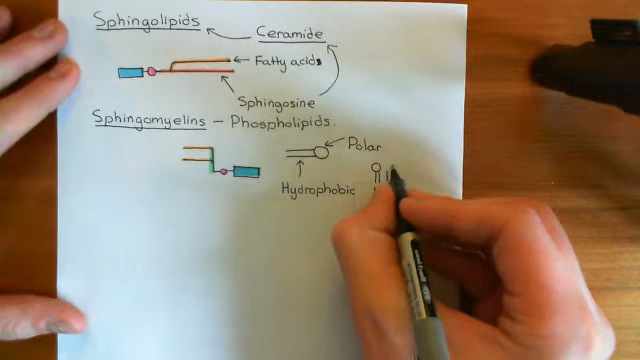 Sphingolipids
Ceramide
Fatty acids
Sphingosine
Sphingomyelins - Phospholipids.
Polar
Hydrophobic